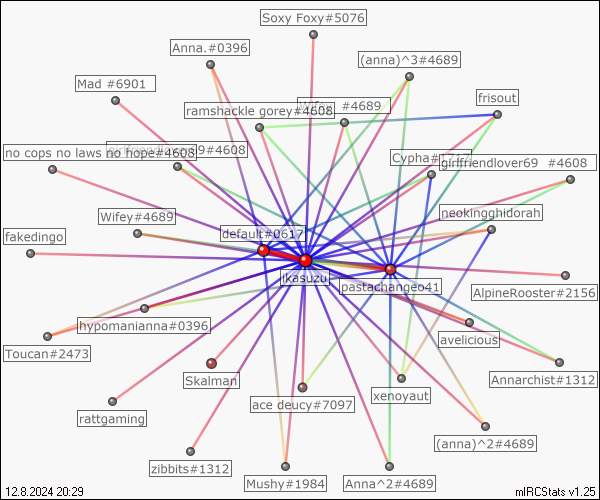 Soxy Foxy#5076
Anna.#0396
(anna)^3#4689
Mad #6901
frisout
ramshackle gorey#4608
#4689
no cops no laws no hope#4608
#4608
Cypha#
girlfriendlover69 #4608
Wifey#4689
neokingghidorah
default#0617
fakedingo
ikasuzu
pastachangeo41
AlpineRooster#2156
hypomanianna#0396
avelicious
Toucan#2473
Skalman
Annarchist#1312
xenoyaut
ace deucy#7097
rattgaming
(anna)^2#4689
zibbits#1312
Mushy#1984
Anna^2#4689
12.8.2024 20:29
mIRCStats v1.25